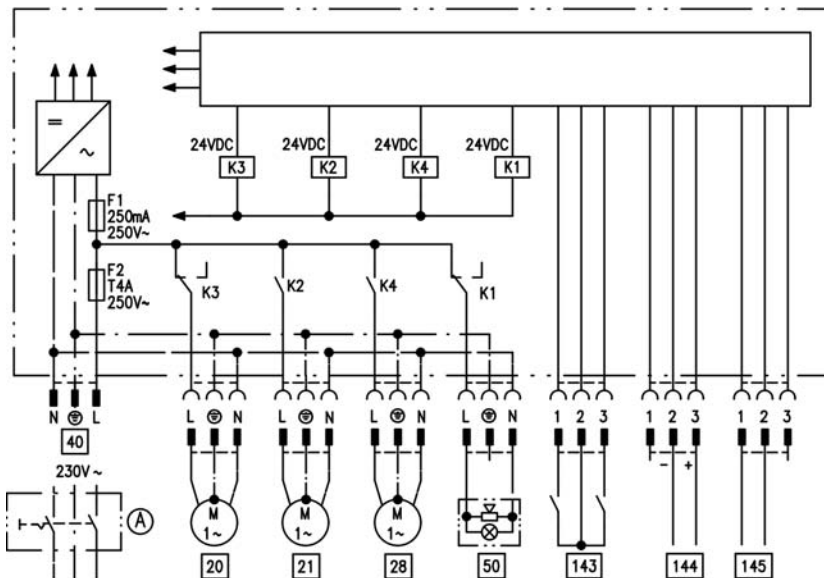 24VDC 24VDC 24VDC 24VDC
K3 K2 K4 K1
F1
250mA
250V~
F2
T4A
250V~
K3 K2 K4 K1
N L L N L N L N L N 1 2 3 1 2 3 1 2 3
40
- +
230V~
A
M M M
1~ 1~ 1~
20 21 28 50 143 144 145